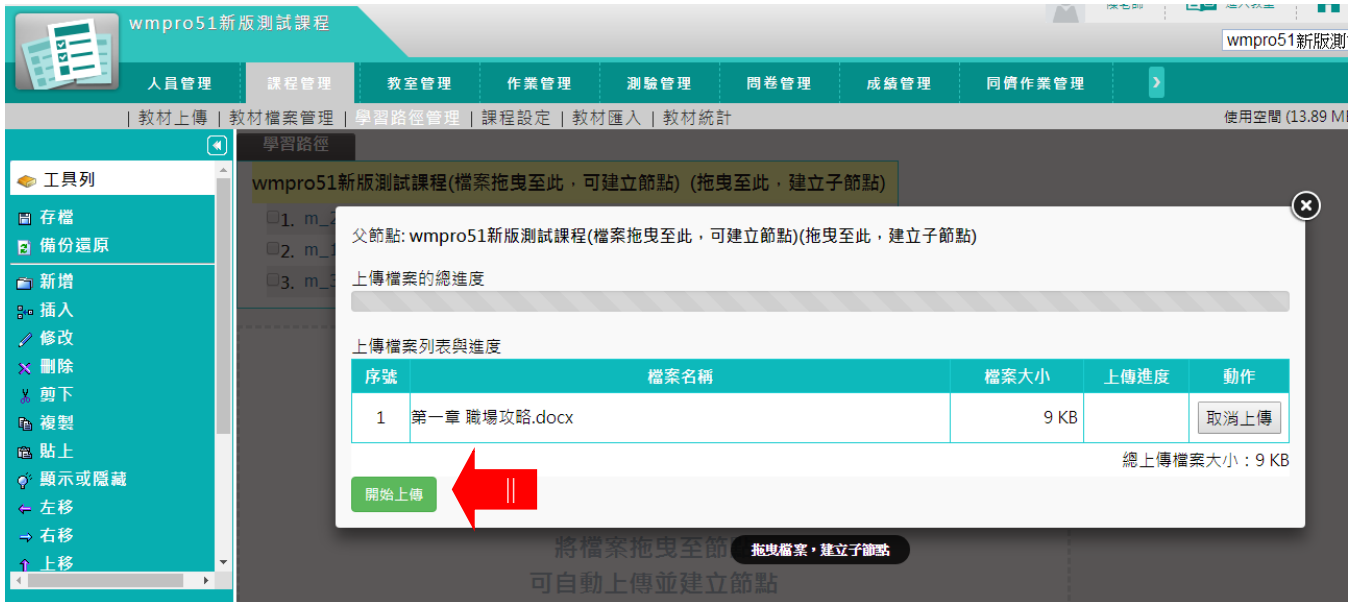 wmpro51新版測試課程
陳老師 進入教室
wmpro51新版測
人員管理 課程管理 教室管理 作業管理 測驗管理 問卷管理 成績管理 同儕作業管理
| 教材上傳 | 教材檔案管理 | 學習路徑管理 | 課程設定 | 教材匯入 | 教材統計
使用空間 (13.89 MB
學習路徑
工具列
存檔
備份還原
新增
插入
修改
刪除
剪下
複製
貼上
顯示或隱藏
左移
右移
上移
wmpro51新版測試課程(檔案拖曳至此，可建立節點) (拖曳至此，建立子節點)
1. m_2
2. m_1
3. m_3
父節點: wmpro51新版測試課程(檔案拖曳至此，可建立節點)(拖曳至此，建立子節點)
上傳檔案的總進度
上傳檔案列表與進度
序號 檔案名稱 檔案大小 上傳進度 動作
1 第一章 職場攻略.docx 9 KB 取消上傳
總上傳檔案大小：9 KB
開始上傳
將檔案拖曳至節
拖曳檔案，建立子節點
可自動上傳並建立節點